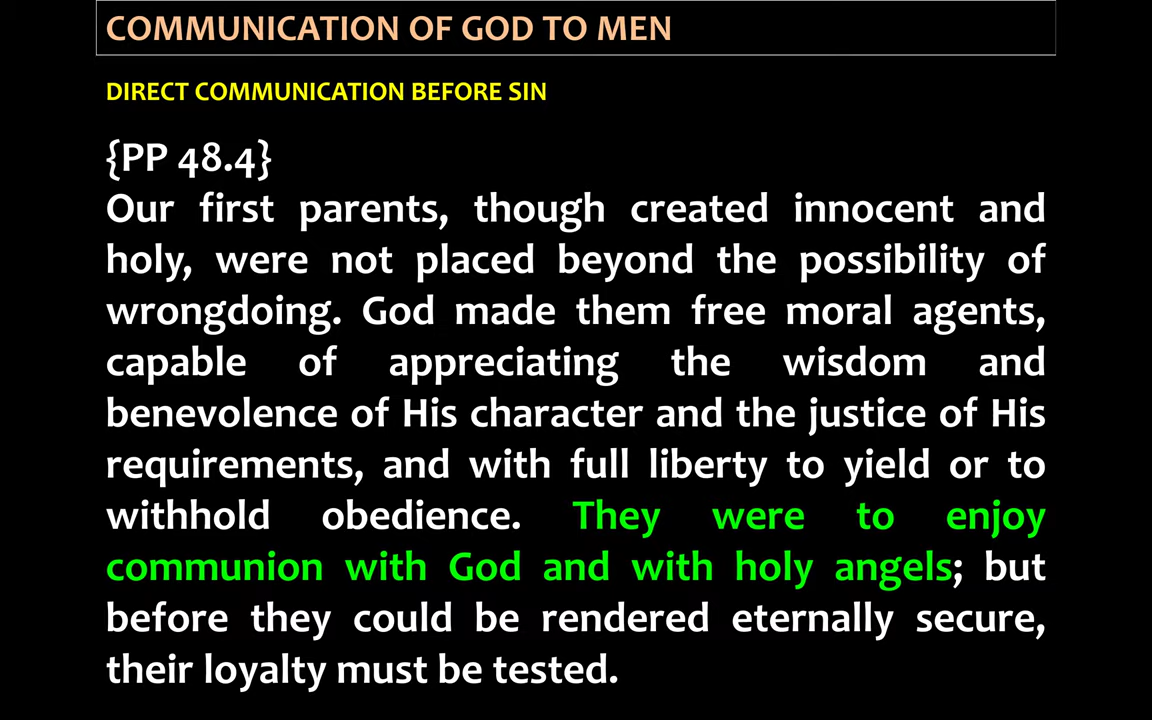 COMMUNICATION OF GOD TO MEN
DIRECT COMMUNICATION BEFORE SIN
{PP 48.4}
Our first parents, though created innocent and
holy, were not placed beyond the possibility of
wrongdoing. God made them free moral agents,
capable of appreciating the wisdom and
benevolence of His character and the justice of His
requirements, and with full liberty to yield or to
withhold obedience. They were to enjoy
communion with God and with holy angels; but
before they could be rendered eternally secure,
their loyalty must be tested.